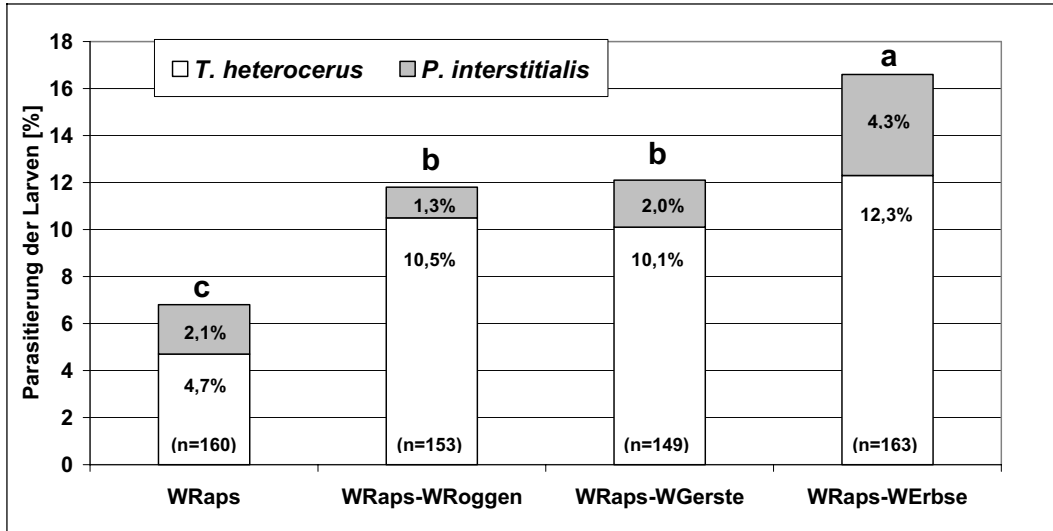 Parasitierung der Larven [%]
18
16
14
12
10
8
6
4
2
0
T. heterocerus P. interstitialis
c
2,1%
4,7%
(n=160)
b
1,3%
10,5%
(n=153)
b
2,0%
10,1%
(n=149)
a
4,3%
12,3%
(n=163)
WRaps WRaps-WRoggen WRaps-WGerste WRaps-WErbse